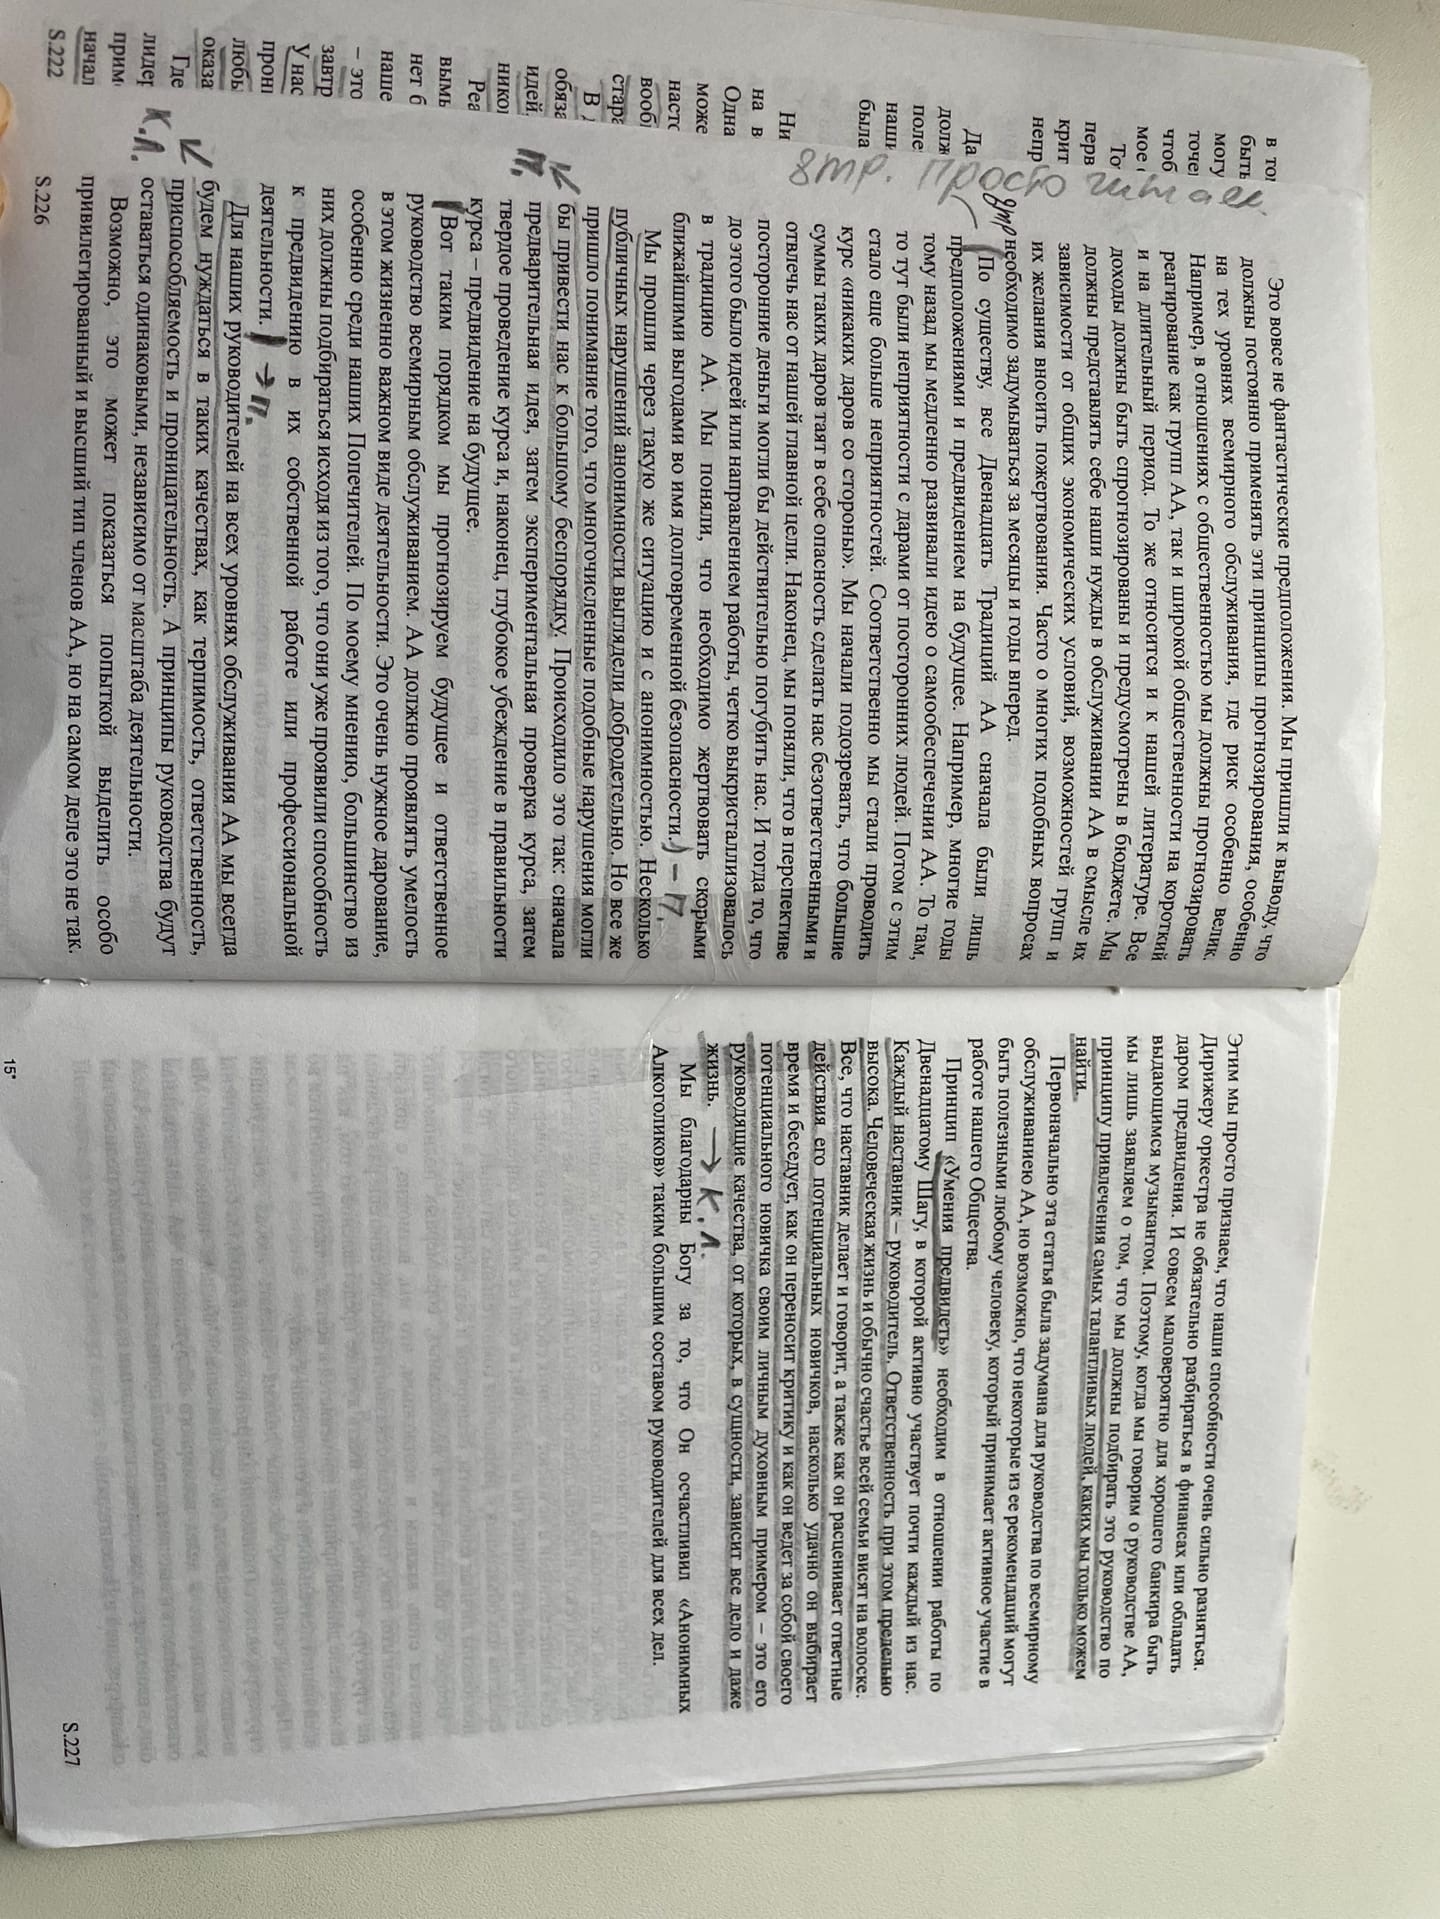 в тог
быть
могу
точе
чтоб
мое
То
перв
крит
непр
Да
долж
поле
наши
была
Ни
на в
Одна
може
насто
вооб
стара
В
обяза
идей.
нико
Реа
вымь
нет б
наше
– это
завтр
У нас
прон
любы
оказа
Где
лидер
прим
начал
S.222
8тр. Просто читаем.
Это вовсе не фантастические предположения. Мы пришли к выводу, что
должны постоянно применять эти принципы прогнозирования, особенно
на тех уровнях всемирного обслуживания, где риск особенно велик.
Например, в отношениях с общественностью мы должны прогнозировать
реагирование как групп АА, так и широкой общественности на короткий
и на длительный период. То же относится и к нашей литературе. Все
доходы должны быть спрогнозированы и предусмотрены в бюджете. Мы
должны представлять себе наши нужды в обслуживании АА в смысле их
зависимости от общих экономических условий, возможностей групп и
их желания вносить пожертвования. Часто о многих подобных вопросах
необходимо задумываться за месяцы и годы вперед.
По существу, все Двенадцать Традиций АА сначала были лишь
предположениями и предвидением на будущее. Например, многие годы
тому назад мы медленно развивали идею о самообеспечении АА. То там,
то тут были неприятности с дарами от посторонних людей. Потом с этим
стало еще больше неприятностей. Соответственно мы стали проводить
курс «никаких даров со стороны». Мы начали подозревать, что большие
суммы таких даров таят в себе опасность сделать нас безответственными и
отвлечь нас от нашей главной цели. Наконец, мы поняли, что в перспективе
посторонние деньги могли бы действительно погубить нас. И тогда то, что
до этого было идеей или направлением работы, четко выкристаллизовалось
в традицию АА. Мы поняли, что необходимо жертвовать скорыми
ближайшими выгодами во имя долговременной безопасности. – П.
Мы прошли через такую же ситуацию и с анонимностью. Несколько
публичных нарушений анонимности выглядели добродетельно. Но все же
пришло понимание того, что многочисленные подобные нарушения могли
бы привести нас к большому беспорядку. Происходило это так: сначала
предварительная идея, затем экспериментальная проверка курса, затем
твердое проведение курса и, наконец, глубокое убеждение в правильности
курса – предвидение на будущее.
П.
Вот таким порядком мы прогнозируем будущее и ответственное
руководство всемирным обслуживанием. АА должно проявлять умелость
в этом жизненно важном виде деятельности. Это очень нужное дарование,
особенно среди наших Попечителей. По моему мнению, большинство из
них должны подбираться исходя из того, что они уже проявили способность
к предвидению в их собственной работе или профессиональной
деятельности. → П.
Для наших руководителей на всех уровнях обслуживания АА мы всегда
будем нуждаться в таких качествах, как терпимость, ответственность,
приспособляемость и проницательность. А принципы руководства будут
оставаться одинаковыми, независимо от масштаба деятельности.
К.Л.
Возможно, это может показаться попыткой выделить особо
привилегированный и высший тип членов АА, но на самом деле это не так.
S.226
Этим мы просто признаем, что наши способности очень сильно разняться.
Дирижеру оркестра не обязательно разбираться в финансах или обладать
даром предвидения. И совсем маловероятно для хорошего банкира быть
выдающимся музыкантом. Поэтому, когда мы говорим о руководстве АА,
мы лишь заявляем о том, что мы должны подбирать это руководство по
принципу привлечения самых талантливых людей, каких мы только можем
найти.
Первоначально эта статья была задумана для руководства по всемирному
обслуживаниею АА, но возможно, что некоторые из ее рекомендаций могут
быть полезными любому человеку, который принимает активное участие в
работе нашего Общества.
Принцип «Умения предвидеть» необходим в отношении работы по
Двенадцатому Шагу, в которой активно участвует почти каждый из нас.
Каждый наставник – руководитель. Ответственность при этом предельно
высока. Человеческая жизнь и обычно счастье всей семьи висят на волоске.
Все, что наставник делает и говорит, а также как он расценивает ответные
действия его потенциальных новичков, насколько удачно он выбирает
время и беседует, как он переносит критику и как он ведет за собой своего
потенциального новичка своим личным духовным примером – это его
руководящие качества, от которых, в сущности, зависит все дело и даже
жизнь. → К.Л.
Мы благодарны Богу за то, что Он осчастливил «Анонимных
Алкоголиков» таким большим составом руководителей для всех дел.
S.227
15*